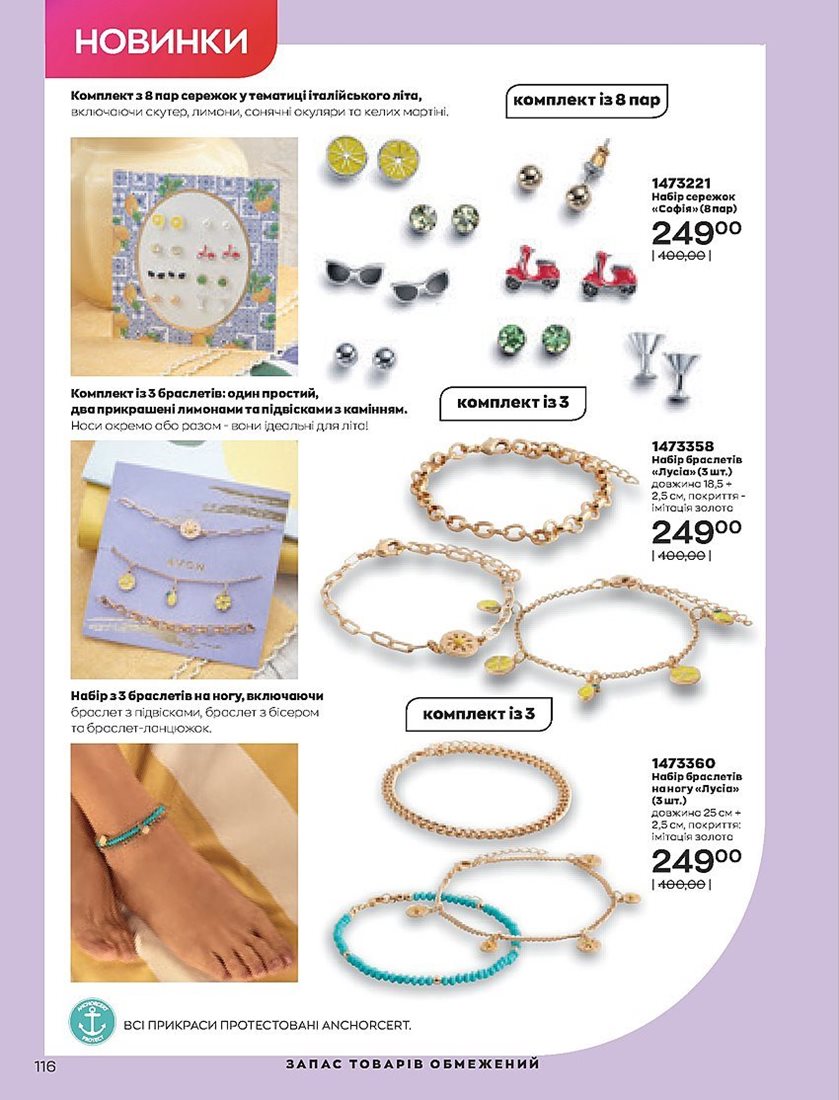 НОВИНКИ
Комплект з 8 пар сережок у тематиці італійського літа,
включаючи скутер, лимони, сонячні окуляри та келих мартіні.
комплект із 8 пар
1473221
Набір сережок
«Софія» (8 пар)
249⁰⁰
|400,00|
Комплект із 3 браслетів: один простий,
два прикрашені лимонами та підвісками з камінням.
Носи окремо або разом - вони ідеальні для літа!
комплект із 3
AVON
1473358
Набір браслетів
«Лусіа» (3 шт.)
довжина 18,5 +
2,5 см, покриття -
імітація золота
249⁰⁰
|400,00|
Набір з 3 браслетів на ногу, включаючи
браслет з підвісками, браслет з бісером
та браслет-ланцюжок.
комплект із 3
1473360
Набір браслетів
на ногу «Лусіа»
(3 шт.)
довжина 25 см +
2,5 см, покриття:
імітація золота
249⁰⁰
|400,00|
ANCHORCERT
PROTECT
ВСІ ПРИКРАСИ ПРОТЕСТОВАНІ ANCHORCERT.
116
ЗАПАС ТОВАРІВ ОБМЕЖЕНИЙ